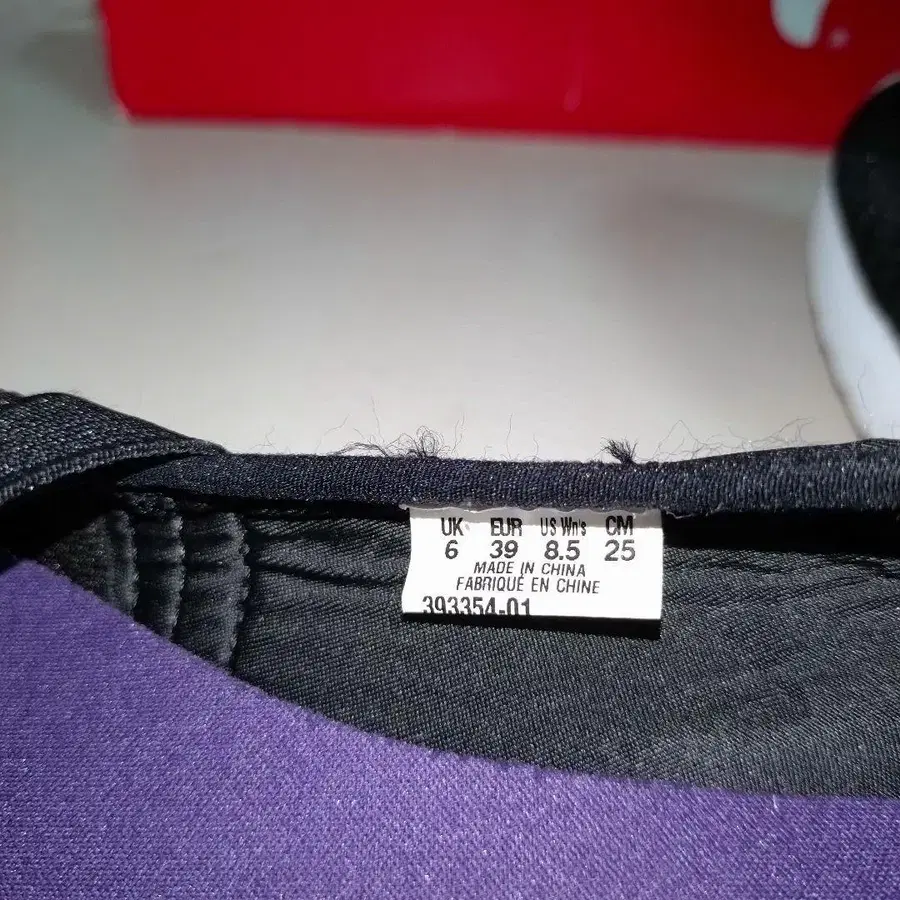 UK EUR US Wn's CM
6 39 8.5 25
MADE IN CHINA
FABRIQUÉ EN CHINE
393354-01